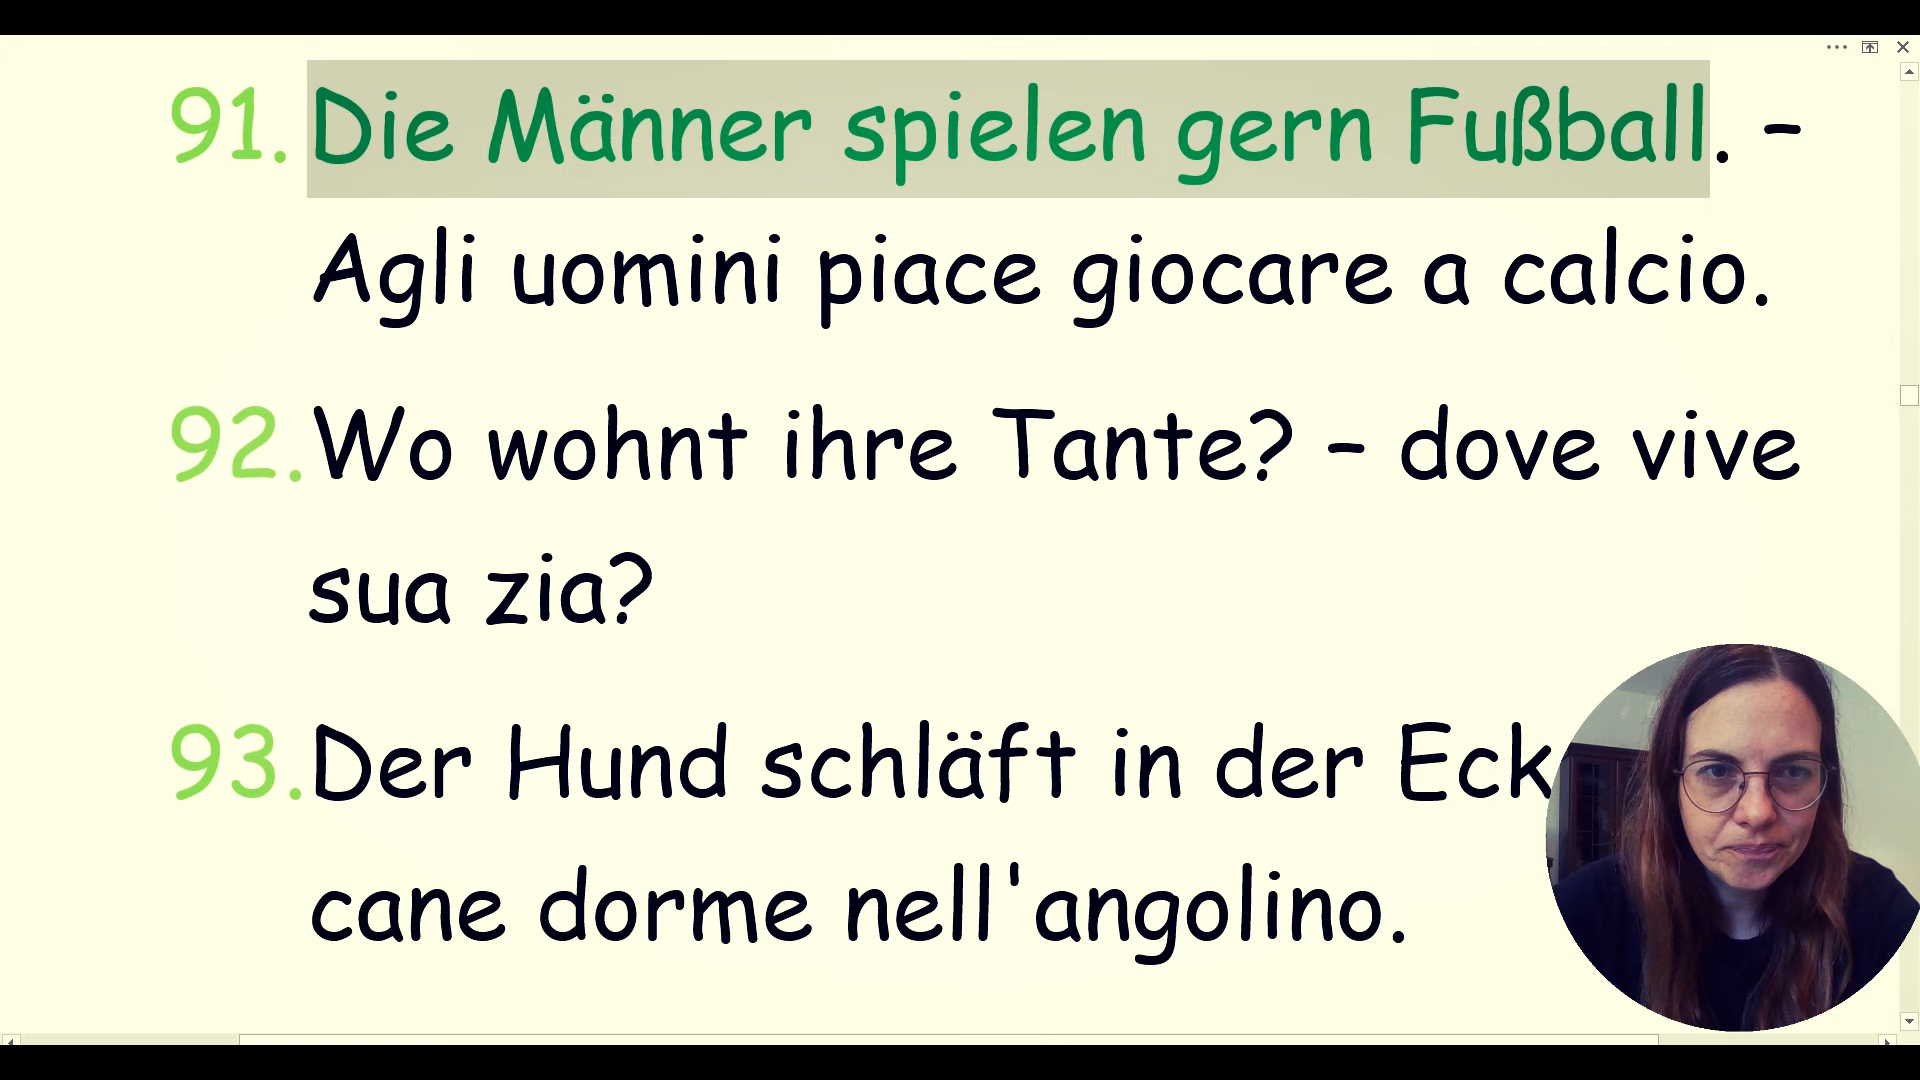 91. Die Männer spielen gern Fußball. –
Agli uomini piace giocare a calcio.
92. Wo wohnt ihre Tante? – dove vive
sua zia?
93. Der Hund schläft in der
cane dorme nell'angolino.